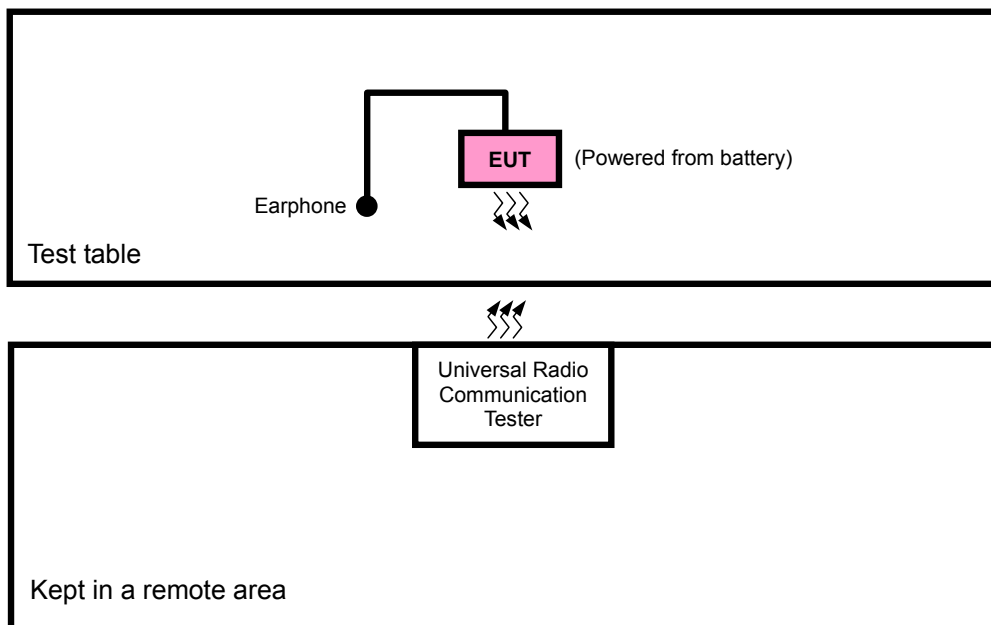 EUT
(Powered from battery)
Earphone
Test table
Universal Radio
Communication
Tester
Kept in a remote area